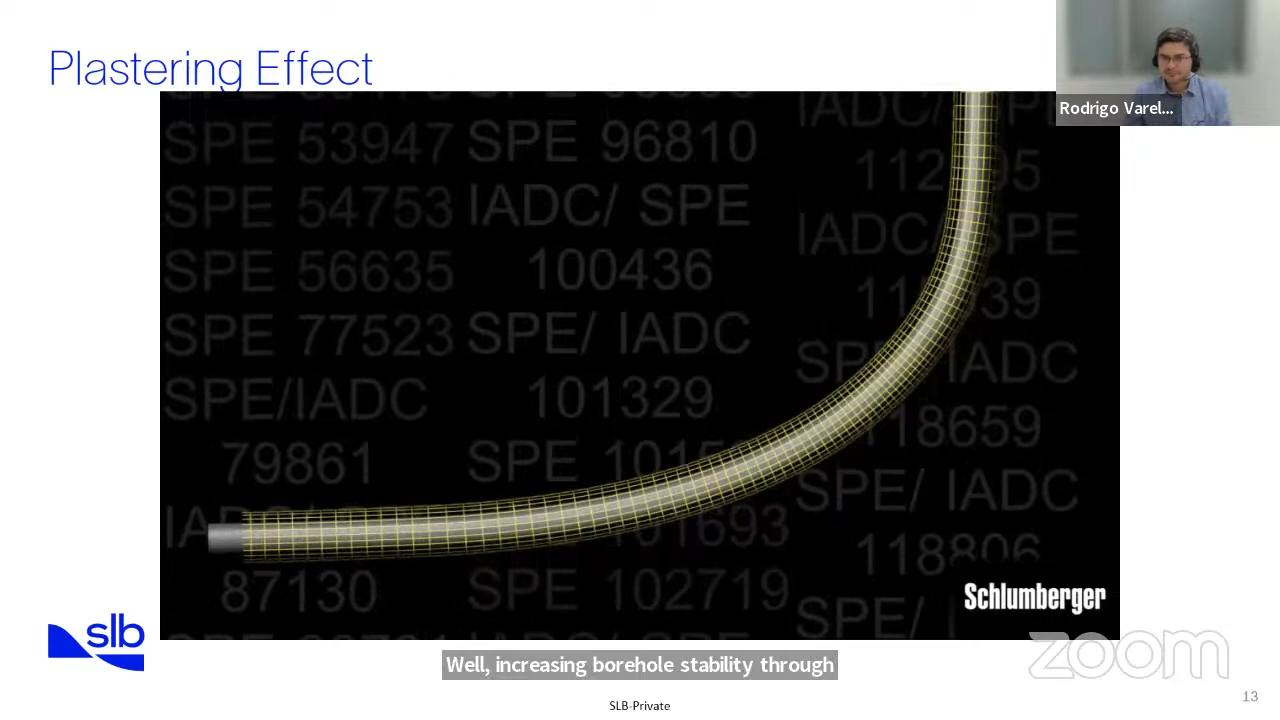 Plastering Effect
Rodrigo Varel...
SPE 53947
SPE 54753
SPE 56635
SPE 77523
SPE/IADC
79861
87130
SPE 96810
IADC/ SPE
100436
SPE/ IADC
101329
SPE
102719
IADC/ SPE
SPE/ IADC
118659
SPE/ IADC
118806
SPE/
Schlumberger
slb
zoom
Well, increasing borehole stability through
SLB-Private
13